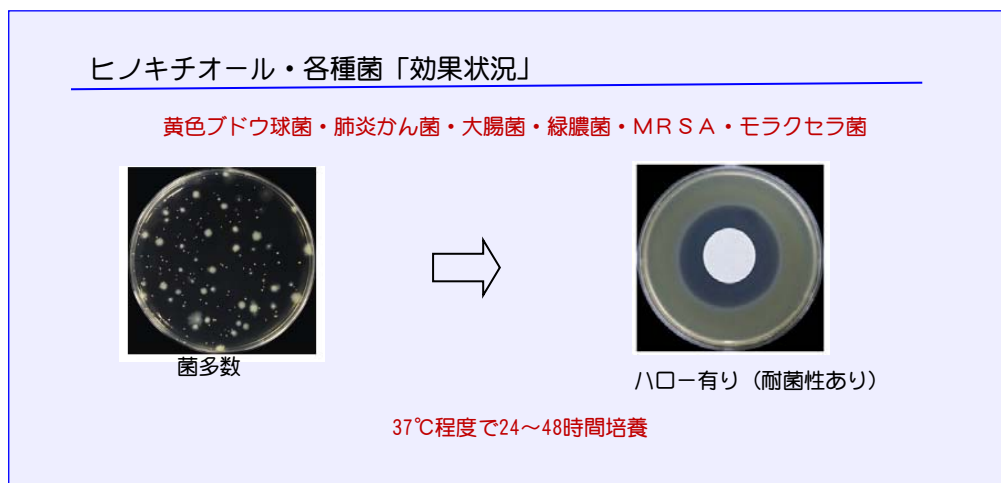 ヒノキチオール・各種菌「効果状況」
黄色ブドウ球菌・肺炎かん菌・大腸菌・緑膿菌・MRSA・モラクセラ菌
菌多数
ハロー有り（耐菌性あり）
37℃程度で24～48時間培養